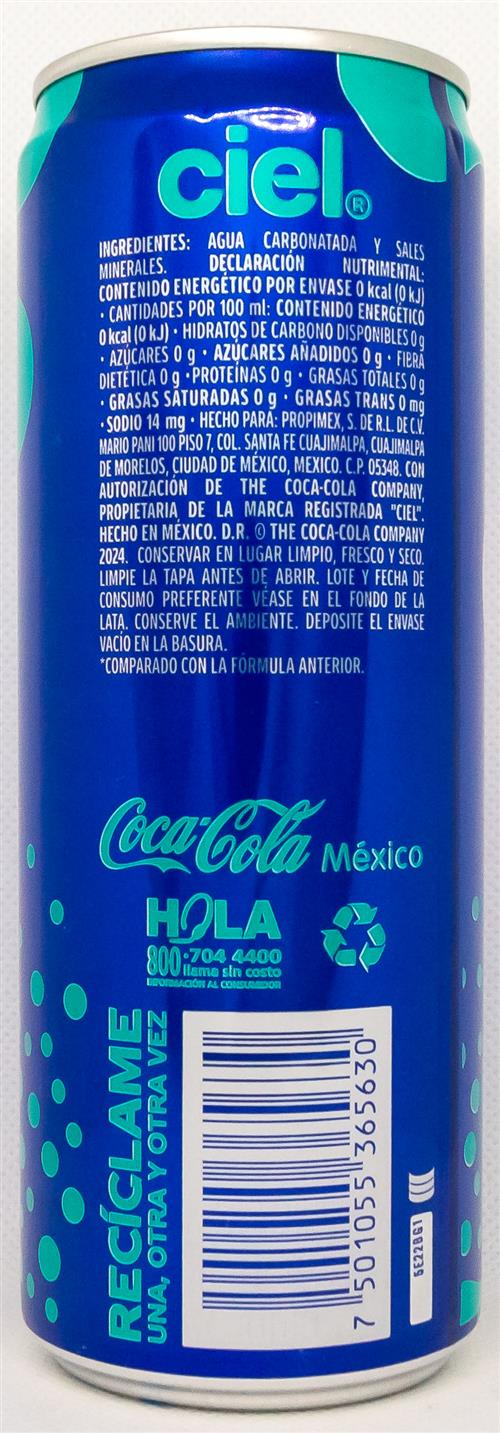 ciel®
INGREDIENTES: AGUA CARBONATADA Y SALES
MINERALES. DECLARACIÓN NUTRIMENTAL:
CONTENIDO ENERGÉTICO POR ENVASE 0 kcal (0 kJ)
• CANTIDADES POR 100 ml: CONTENIDO ENERGÉTICO
0 kcal (0 kJ) • HIDRATOS DE CARBONO DISPONIBLES 0 g
• AZÚCARES 0 g • AZÚCARES AÑADIDOS 0 g • FIBRA
DIETÉTICA 0 g • PROTEÍNAS 0 g • GRASAS TOTALES 0 g
• GRASAS SATURADAS 0 g • GRASAS TRANS 0 mg
• SODIO 14 mg • HECHO PARA: PROPIMEX, S. DE R.L. DE C.V.
MARIO PANI 100 PISO 7, COL. SANTA FE CUAJIMALPA, CUAJIMALPA
DE MORELOS, CIUDAD DE MÉXICO, MEXICO. C.P. 05348. CON
AUTORIZACIÓN DE THE COCA-COLA COMPANY,
PROPIETARIA DE LA MARCA REGISTRADA "CIEL".
HECHO EN MÉXICO. D.R. © THE COCA-COLA COMPANY
2024. CONSERVAR EN LUGAR LIMPIO, FRESCO Y SECO.
LIMPIE LA TAPA ANTES DE ABRIR. LOTE Y FECHA DE
CONSUMO PREFERENTE VÉASE EN EL FONDO DE LA
LATA. CONSERVE EL AMBIENTE. DEPOSITE EL ENVASE
VACÍO EN LA BASURA.
*COMPARADO CON LA FÓRMULA ANTERIOR.
Coca-Cola México
HOLA
800•704 4400
llama sin costo
INFORMACIÓN AL CONSUMIDOR
RECÍCLAME
UNA, OTRA Y OTRA VEZ
7 501055 365630